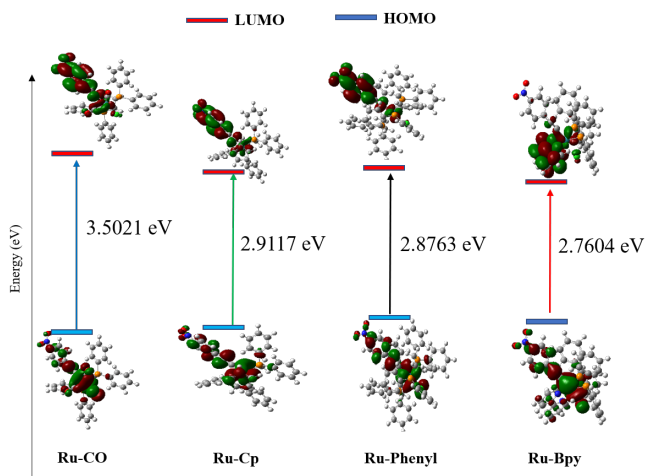 LUMO
HOMO
Energy (eV)
3.5021 eV
2.9117 eV
2.8763 eV
2.7604 eV
Ru-CO
Ru-Cp
Ru-Phenyl
Ru-Bpy